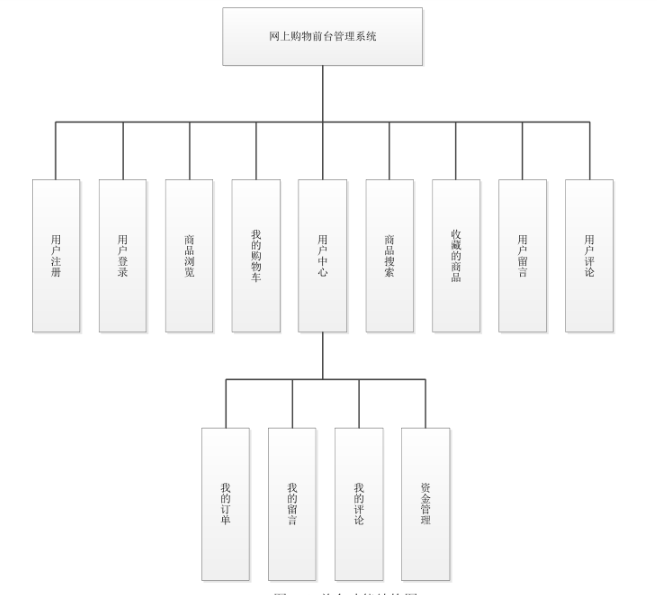 网上购物前台管理系统
用户注册
用户登录
商品浏览
我的购物车
用户中心
商品搜索
收藏的商品
用户留言
用户评论
我的订单
我的留言
我的评论
资金管理